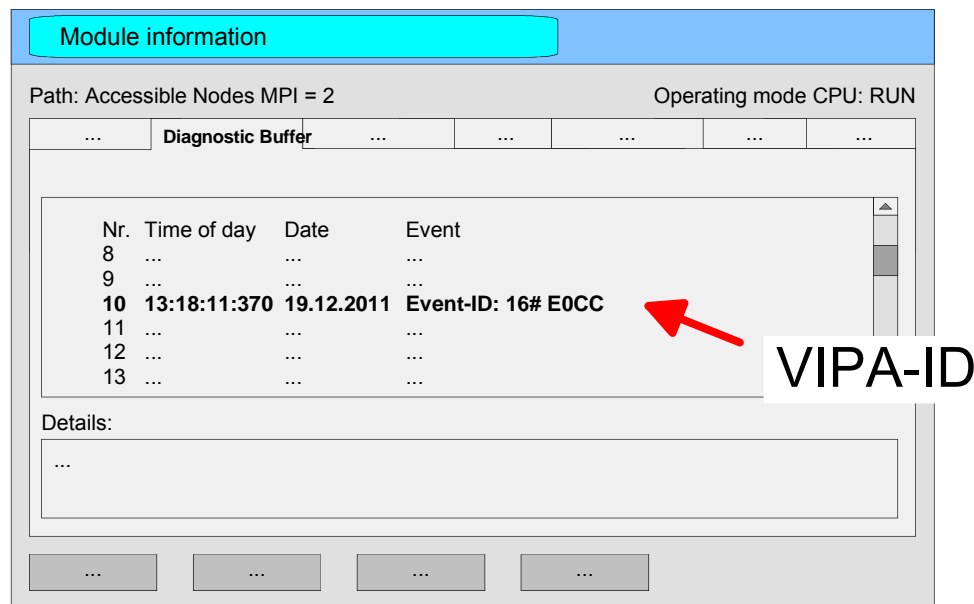 Module information
Path: Accessible Nodes MPI = 2 Operating mode CPU: RUN
... Diagnostic Buffer ... ... ... ... ...
Nr. Time of day Date Event
8 ... ... ...
9 ... ... ...
10 13:18:11:370 19.12.2011 Event-ID: 16# E0CC
11 ... ... ...
12 ... ... ...
13 ... ... ...
VIPA-ID
Details:
...
... ... ... ...